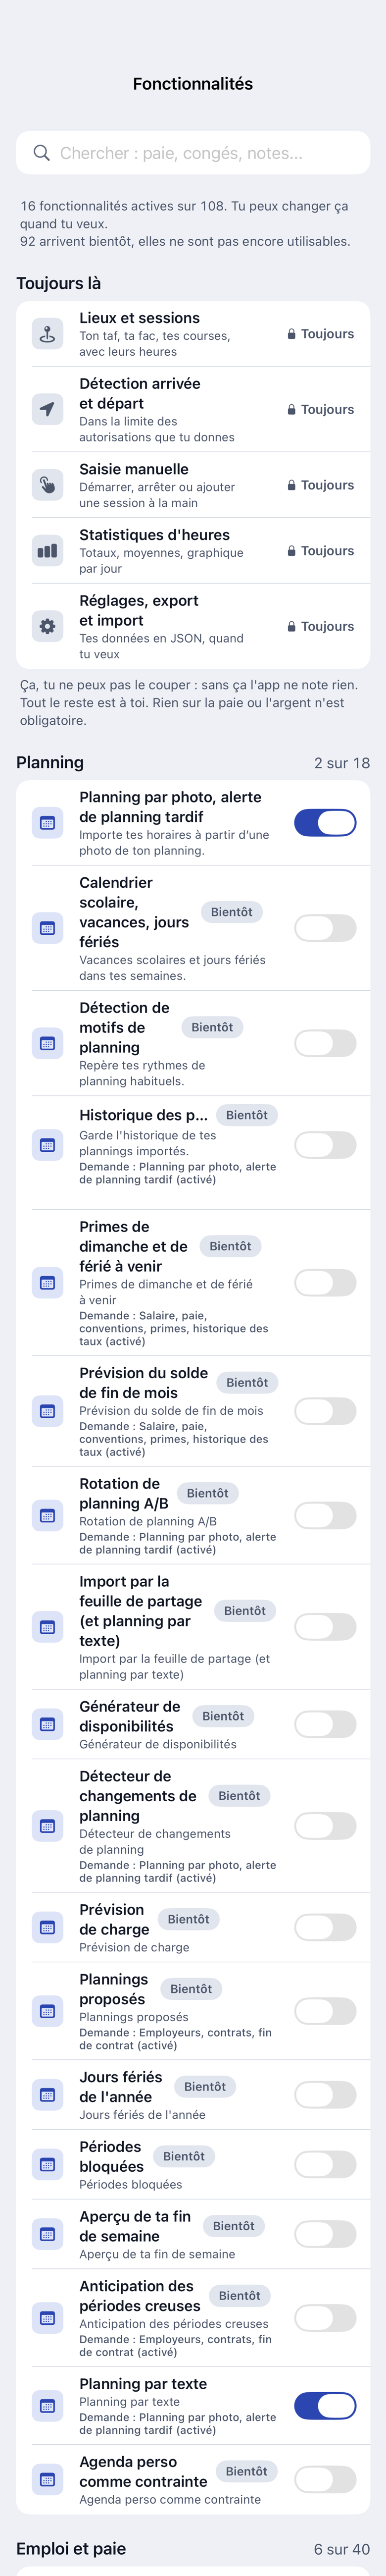 Fonctionnalités
Chercher : paie, congés, notes...
16 fonctionnalités actives sur 108. Tu peux changer ça
quand tu veux.
92 arrivent bientôt, elles ne sont pas encore utilisables.
Toujours là
Lieux et sessions
Ton taf, ta fac, tes courses,
avec leurs heures
Toujours
Détection arrivée
et départ
Dans la limite des
autorisations que tu donnes
Toujours
Saisie manuelle
Démarrer, arrêter ou ajouter
une session à la main
Toujours
Statistiques d'heures
Totaux, moyennes, graphique
par jour
Toujours
Réglages, export
et import
Tes données en JSON, quand
tu veux
Toujours
Ça, tu ne peux pas le couper : sans ça l'app ne note rien.
Tout le reste est à toi. Rien sur la paie ou l'argent n'est
obligatoire.
Planning
2 sur 18
Planning par photo, alerte
de planning tardif
Importe tes horaires à partir d’une
photo de ton planning.
Calendrier
scolaire,
vacances, jours
fériés
Bientôt
Vacances scolaires et jours fériés
dans tes semaines.
Détection de
motifs de
planning
Bientôt
Repère tes rythmes de
planning habituels.
Historique des p...
Bientôt
Garde l'historique de tes
plannings importés.
Demande : Planning par photo, alerte
de planning tardif (activé)
Primes de
dimanche et de
férié à venir
Bientôt
Primes de dimanche et de férié
à venir
Demande : Salaire, paie,
conventions, primes, historique des
taux (activé)
Prévision du solde
de fin de mois
Bientôt
Prévision du solde de fin de mois
Demande : Salaire, paie,
conventions, primes, historique des
taux (activé)
Rotation de
planning A/B
Bientôt
Rotation de planning A/B
Demande : Planning par photo, alerte
de planning tardif (activé)
Import par la
feuille de partage
(et planning par
texte)
Bientôt
Import par la feuille de partage (et
planning par texte)
Générateur de
disponibilités
Bientôt
Générateur de disponibilités
Détecteur de
changements de
planning
Bientôt
Détecteur de changements
de planning
Demande : Planning par photo, alerte
de planning tardif (activé)
Prévision
de charge
Bientôt
Prévision de charge
Plannings
proposés
Bientôt
Plannings proposés
Demande : Employeurs, contrats, fin
de contrat (activé)
Jours fériés
de l'année
Bientôt
Jours fériés de l'année
Périodes
bloquées
Bientôt
Périodes bloquées
Aperçu de ta fin
de semaine
Bientôt
Aperçu de ta fin de semaine
Anticipation des
périodes creuses
Bientôt
Anticipation des périodes creuses
Demande : Employeurs, contrats, fin
de contrat (activé)
Planning par texte
Planning par texte
Demande : Planning par photo, alerte
de planning tardif (activé)
Agenda perso
comme contrainte
Bientôt
Agenda perso comme contrainte
Emploi et paie
6 sur 40